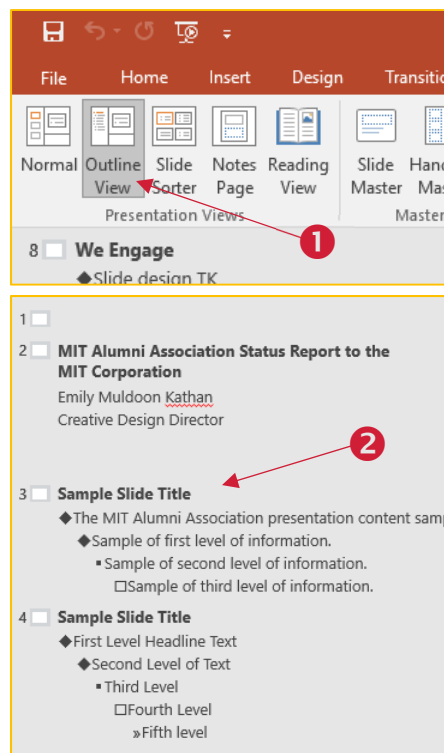 File Home Insert Design Transitio
Normal Outline View Slide Sorter Notes Page Reading View Slide Master Hand Mas
Presentation Views Master
1
8 We Engage
◆Slide design TK
1
2 MIT Alumni Association Status Report to the
MIT Corporation
Emily Muldoon Kathan
Creative Design Director
2
3 Sample Slide Title
◆The MIT Alumni Association presentation content samp
◆Sample of first level of information.
▪Sample of second level of information.
□Sample of third level of information.
4 Sample Slide Title
◆First Level Headline Text
◆Second Level of Text
▪Third Level
□Fourth Level
»Fifth level